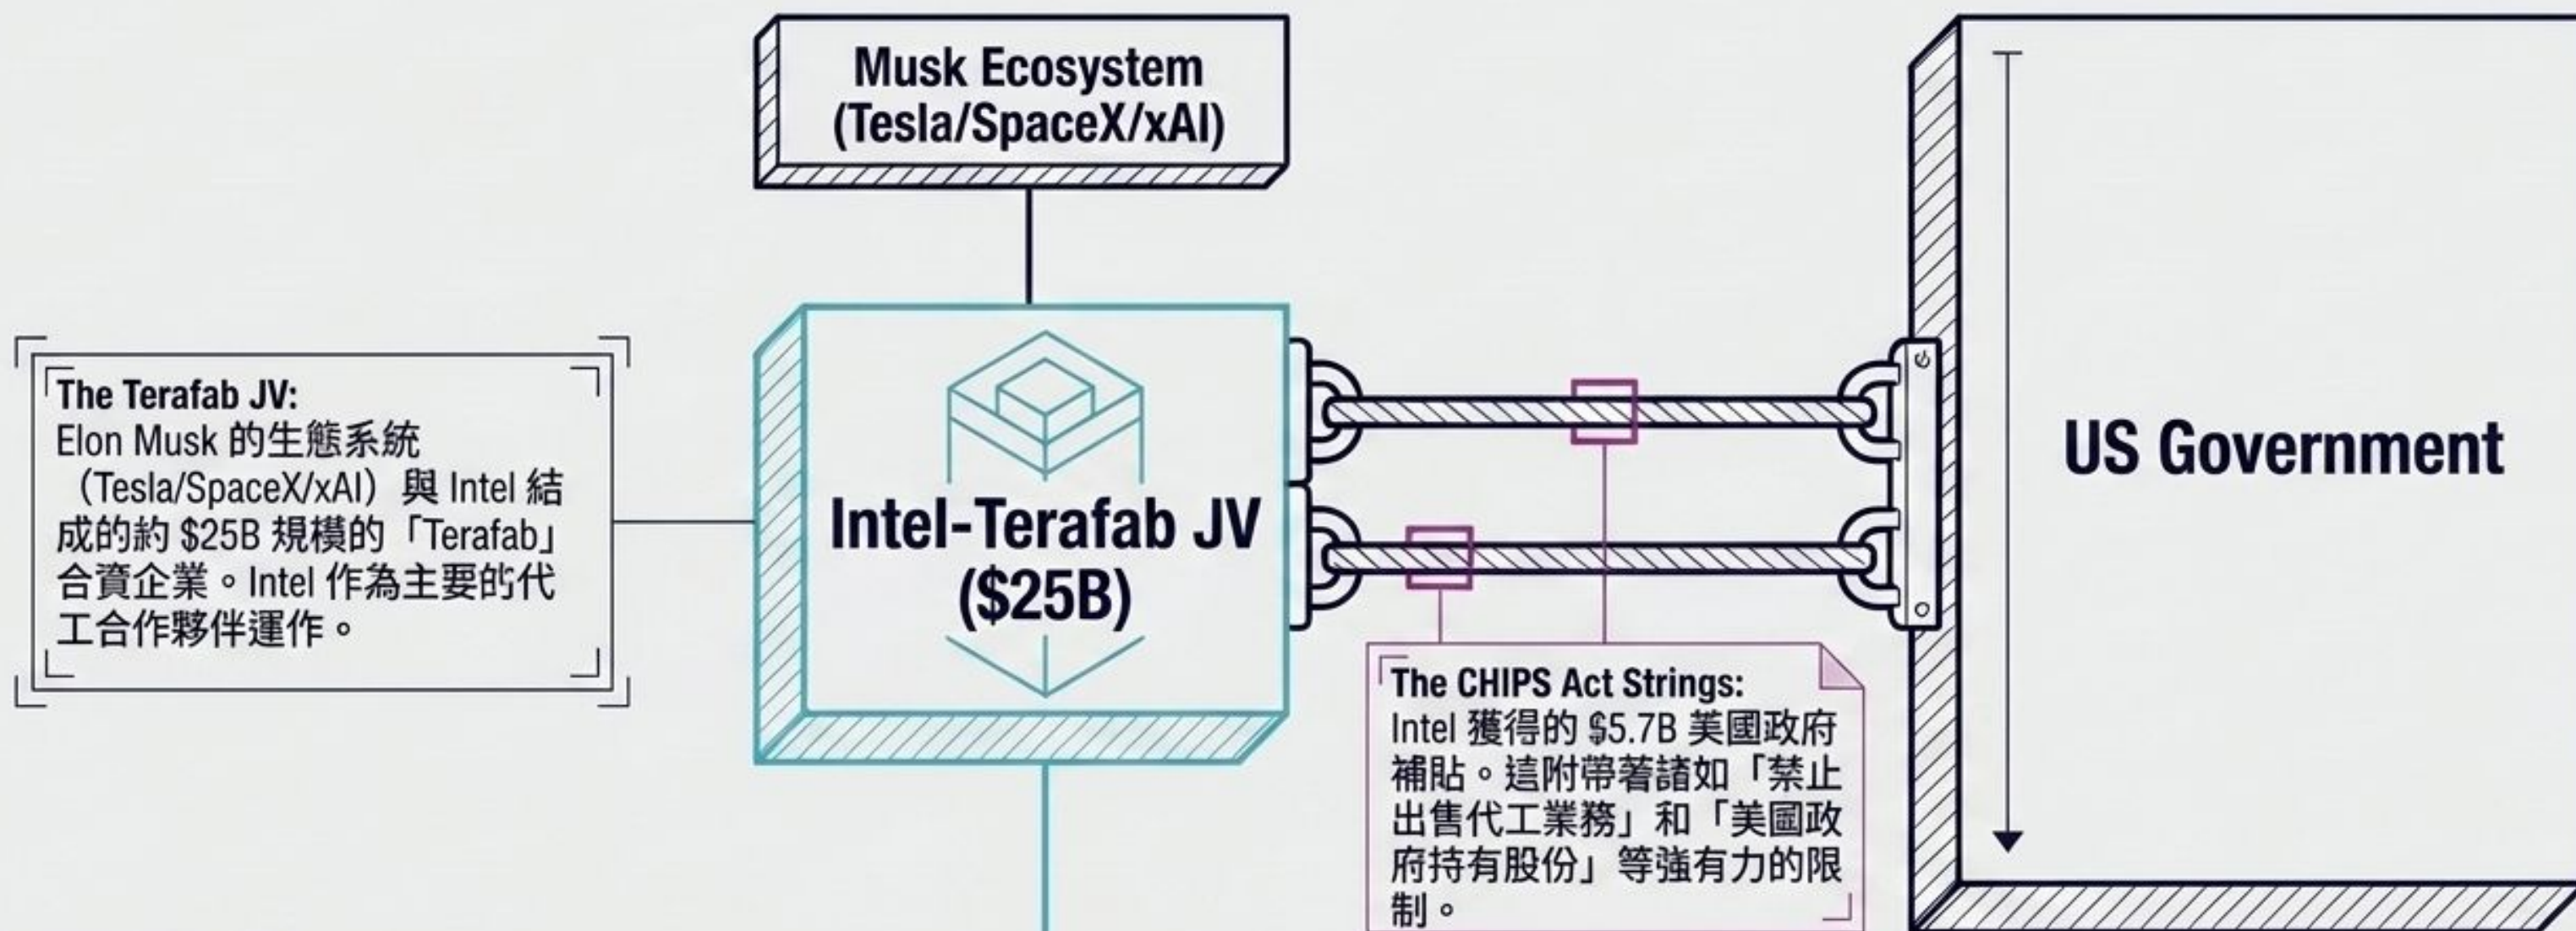 Musk Ecosystem
(Tesla/SpaceX/xAI)
The Terafab JV:
Elon Musk 的生態系統
（Tesla/SpaceX/xAI）與 Intel 結
成的約 $25B 規模的「Terafab」
合資企業。Intel 作為主要的代
工合作夥伴運作。
Intel-Terafab JV
($25B)
US Government
The CHIPS Act Strings:
Intel 獲得的 $5.7B 美國政府
補貼。這附帶著諸如「禁止
出售代工業務」和「美國政
府持有股份」等強有力的限
制。